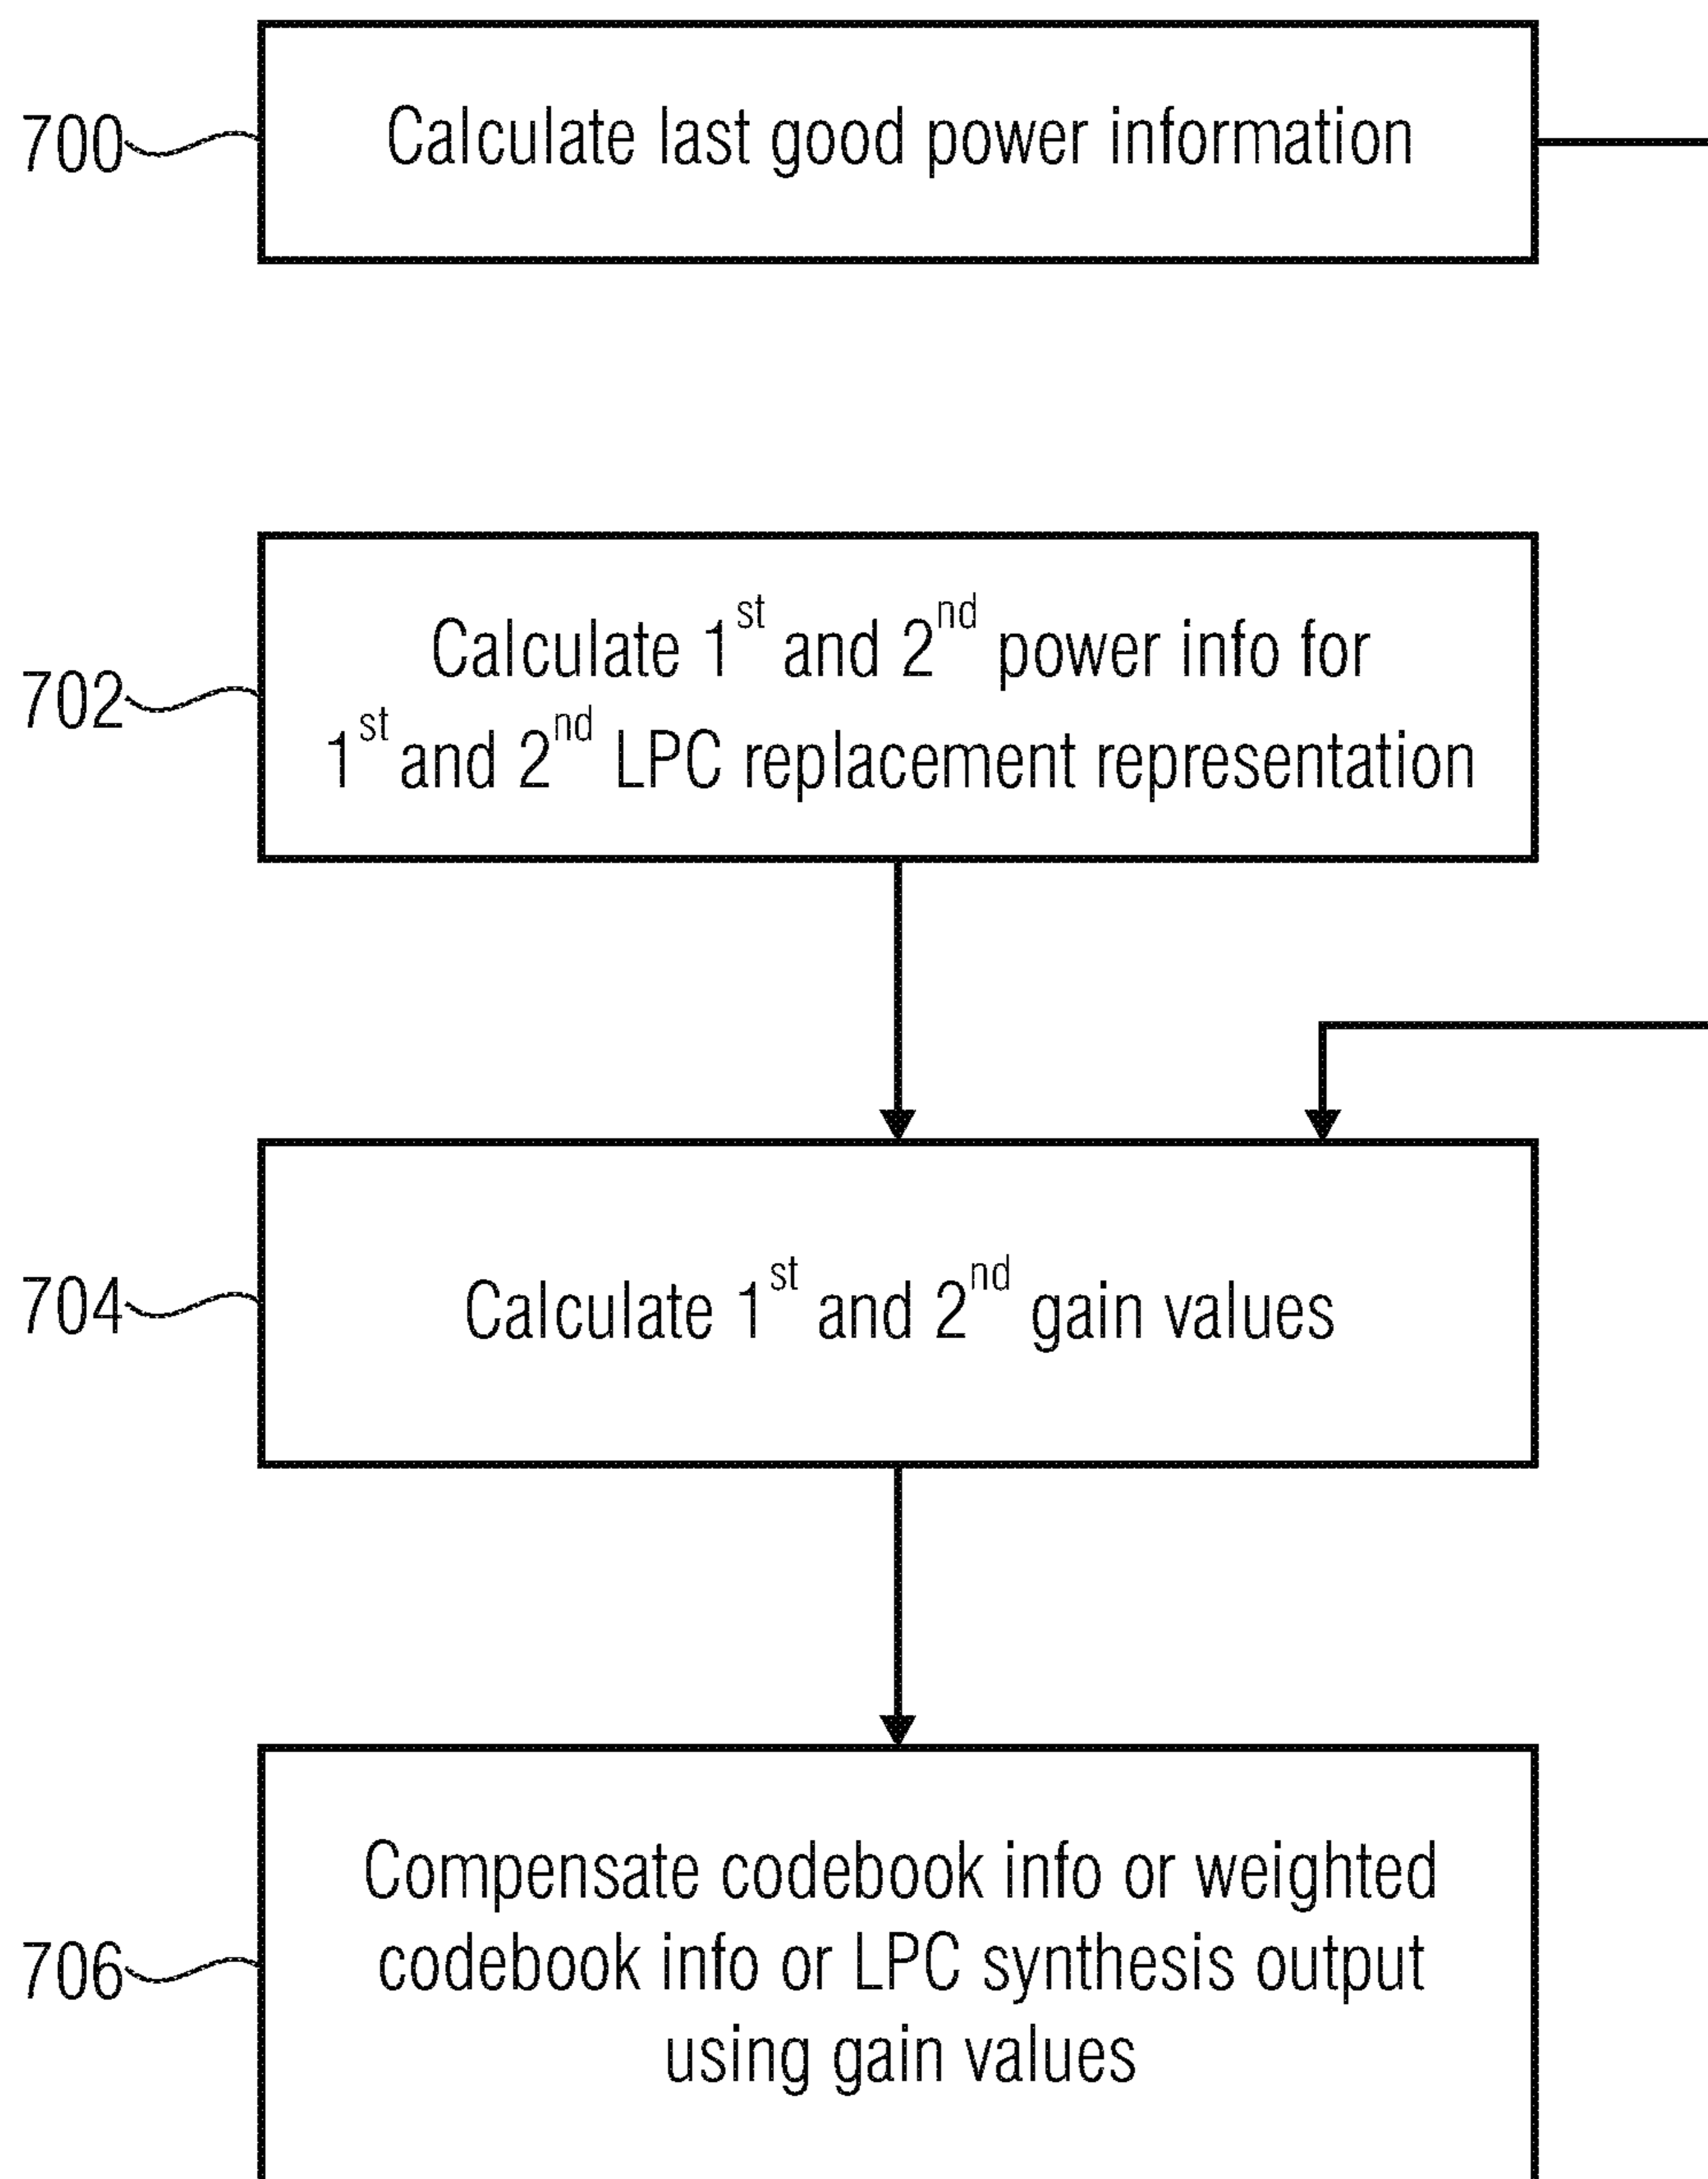 700
Calculate last good power information
702
Calculate 1st and 2nd power info for
1st and 2nd LPC replacement representation
704
Calculate 1st and 2nd gain values
706
Compensate codebook info or weighted
codebook info or LPC synthesis output
using gain values